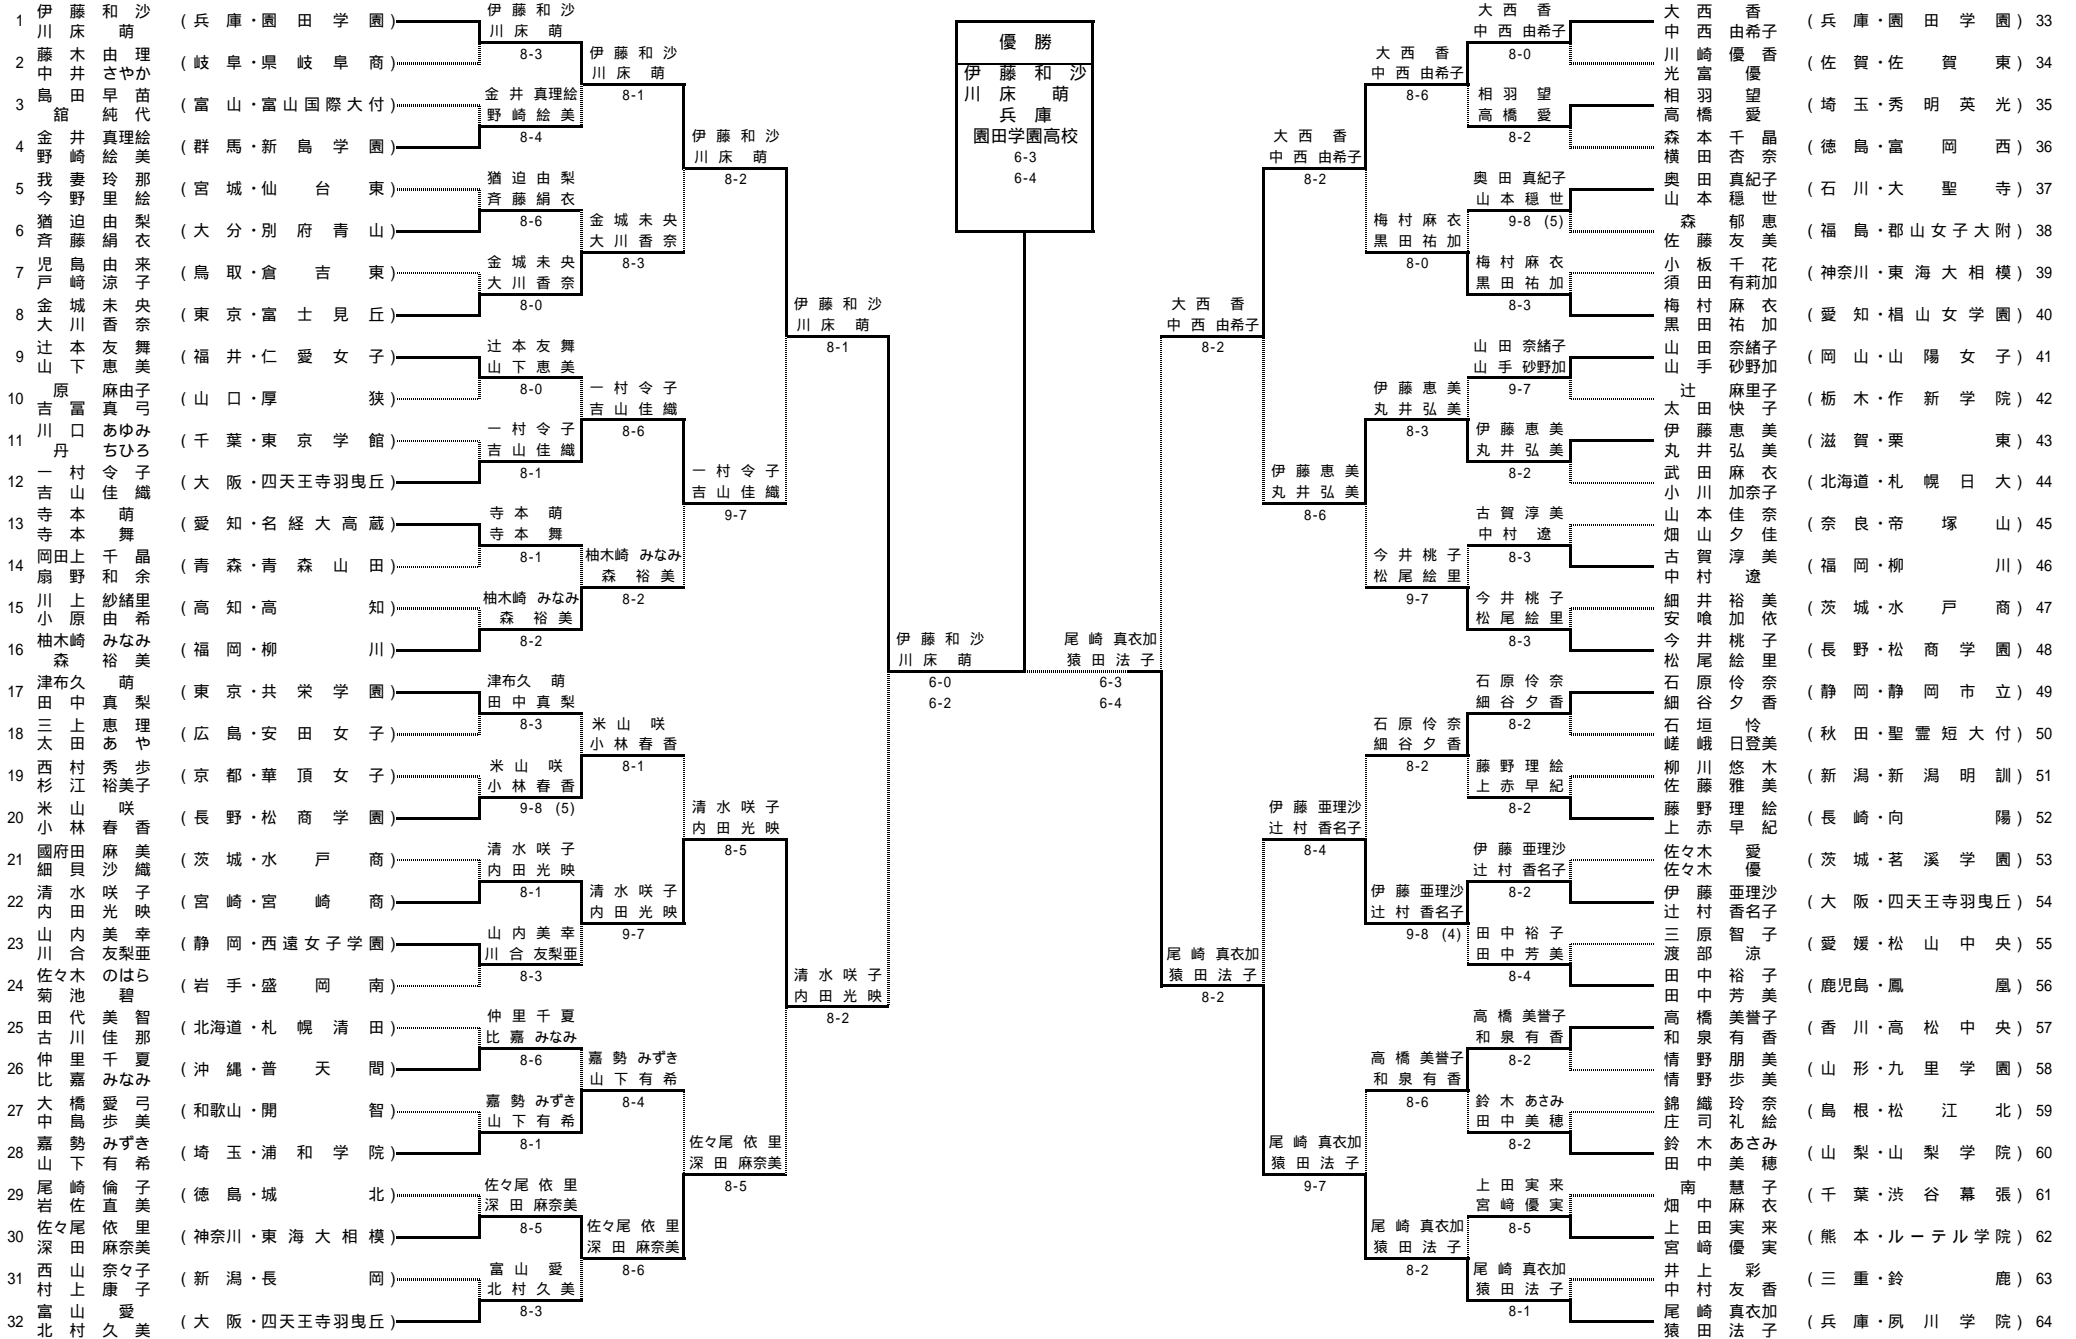 1 伊藤和沙 川床萌 (兵庫・園田学園)
2 藤木由理 中井さやか (岐阜・県岐阜商)
3 島田早苗 舘純代 (富山・富山国際大付)
4 金井真理絵 野崎絵美 (群馬・新島学園)
5 我妻玲那 今野里絵 (宮城・仙台東)
6 猶迫由梨 斉藤絹衣 (大分・別府青山)
7 児島由来 戸﨑涼子 (鳥取・倉吉東)
8 金城未央 大川香奈 (東京・富士見丘)
9 辻本友舞 山下恵美 (福井・仁愛女子)
10 原麻由子 吉冨真弓 (山口・厚狭)
11 川口あゆみ 丹ちひろ (千葉・東京学館)
12 一村令子 吉山佳織 (大阪・四天王寺羽曳丘)
13 寺本萌 寺本舞 (愛知・名経大高蔵)
14 岡田上千晶 扇野和余 (青森・青森山田)
15 川上紗緒里 小原由希 (高知・高知)
16 柚木崎みなみ 森裕美 (福岡・柳川)
17 津布久萌 田中真梨 (東京・共栄学園)
18 三上恵理 太田あや (広島・安田女子)
19 西村秀歩 杉江裕美子 (京都・華頂女子)
20 米山咲 小林春香 (長野・松商学園)
21 國府田麻美 細貝沙織 (茨城・水戸商)
22 清水咲子 内田光映 (宮崎・宮崎商)
23 山内美幸 川合友梨亜 (静岡・西遠女子学園)
24 佐々木のはら 菊池碧 (岩手・盛岡南)
25 田代美智 古川佳那 (北海道・札幌清田)
26 仲里千夏 比嘉みなみ (沖縄・普天間)
27 大橋愛弓 中島歩美 (和歌山・開智)
28 嘉勢みずき 山下有希 (埼玉・浦和学院)
29 尾崎倫子 岩佐直美 (徳島・城北)
30 佐々尾依里 深田麻奈美 (神奈川・東海大相模)
31 西山奈々子 村上康子 (新潟・長岡)
32 富山愛 北村久美 (大阪・四天王寺羽曳丘)
伊藤和沙 川床萌 8-3
金井真理絵 野崎絵美 8-4
猶迫由梨 斉藤絹衣 8-6
金城未央 大川香奈 8-0
辻本友舞 山下恵美 8-0
一村令子 吉山佳織 8-1
寺本萌 寺本舞 8-1
柚木崎みなみ 森裕美 8-2
津布久萌 田中真梨 8-3
米山咲 小林春香 9-8 (5)
清水咲子 内田光映 8-1
山内美幸 川合友梨亜 8-3
仲里千夏 比嘉みなみ 8-6
嘉勢みずき 山下有希 8-1
佐々尾依里 深田麻奈美 8-5
富山愛 北村久美 8-3
伊藤和沙 川床萌 8-1
金城未央 大川香奈 8-3
一村令子 吉山佳織 8-6
柚木崎みなみ 森裕美 8-2
米山咲 小林春香 8-1
清水咲子 内田光映 9-7
嘉勢みずき 山下有希 8-4
佐々尾依里 深田麻奈美 8-6
伊藤和沙 川床萌 8-2
一村令子 吉山佳織 9-7
清水咲子 内田光映 8-5
佐々尾依里 深田麻奈美 8-5
伊藤和沙 川床萌 8-1
清水咲子 内田光映 8-2
伊藤和沙 川床萌 6-0 6-2
優勝
伊藤和沙
川床萌
兵庫
園田学園高校
6-3
6-4
尾崎真衣加 猿田法子 6-3 6-4
大西香 中西由希子 8-2
尾崎真衣加 猿田法子 8-2
大西香 中西由希子 8-2
伊藤恵美 丸井弘美 8-6
伊藤亜理沙 辻村香名子 8-4
尾崎真衣加 猿田法子 9-7
大西香 中西由希子 8-6
梅村麻衣 黒田祐加 8-0
伊藤恵美 丸井弘美 8-3
今井桃子 松尾絵里 9-7
石原伶奈 細谷夕香 8-2
伊藤亜理沙 辻村香名子 9-8 (4)
高橋美誉子 和泉有香 8-6
尾崎真衣加 猿田法子 8-2
大西香 中西由希子 8-0
相羽望 高橋愛 8-2
奥田真紀子 山本穏世 9-8 (5)
梅村麻衣 黒田祐加 8-3
山田奈緒子 山手砂野加 9-7
伊藤恵美 丸井弘美 8-2
古賀淳美 中村遼 8-3
今井桃子 松尾絵里 8-3
石原伶奈 細谷夕香 8-2
藤野理絵 上赤早紀 8-2
伊藤亜理沙 辻村香名子 8-2
田中裕子 田中芳美 8-4
高橋美誉子 和泉有香 8-2
鈴木あさみ 田中美穂 8-2
上田実来 宮﨑優実 8-5
尾崎真衣加 猿田法子 8-1
大西香 中西由希子 (兵庫・園田学園) 33
川崎優香 光富優 (佐賀・佐賀東) 34
相羽望 高橋愛 (埼玉・秀明英光) 35
森本千晶 横田杏奈 (徳島・富岡西) 36
奥田真紀子 山本穏世 (石川・大聖寺) 37
森郁恵 佐藤友美 (福島・郡山女子大附) 38
小板千花 須田有莉加 (神奈川・東海大相模) 39
梅村麻衣 黒田祐加 (愛知・椙山女学園) 40
山田奈緒子 山手砂野加 (岡山・山陽女子) 41
辻麻里子 太田快子 (栃木・作新学院) 42
伊藤恵美 丸井弘美 (滋賀・栗東) 43
武田麻衣 小川加奈子 (北海道・札幌日大) 44
山本佳奈 畑山夕佳 (奈良・帝塚山) 45
古賀淳美 中村遼 (福岡・柳川) 46
細井裕美 安喰加依 (茨城・水戸商) 47
今井桃子 松尾絵里 (長野・松商学園) 48
石原伶奈 細谷夕香 (静岡・静岡市立) 49
石垣怜 嵯峨日登美 (秋田・聖霊短大付) 50
柳川悠木 佐藤雅美 (新潟・新潟明訓) 51
藤野理絵 上赤早紀 (長崎・向陽) 52
佐々木愛 佐々木優 (茨城・茗溪学園) 53
伊藤亜理沙 辻村香名子 (大阪・四天王寺羽曳丘) 54
三原智子 渡部涼 (愛媛・松山中央) 55
田中裕子 田中芳美 (鹿児島・鳳凰) 56
高橋美誉子 和泉有香 (香川・高松中央) 57
情野朋美 情野歩美 (山形・九里学園) 58
錦織玲奈 庄司礼絵 (島根・松江北) 59
鈴木あさみ 田中美穂 (山梨・山梨学院) 60
南慧子 畑中麻衣 (千葉・渋谷幕張) 61
上田実来 宮﨑優実 (熊本・ルーテル学院) 62
井上彩 中村友香 (三重・鈴鹿) 63
尾崎真衣加 猿田法子 (兵庫・夙川学院) 64